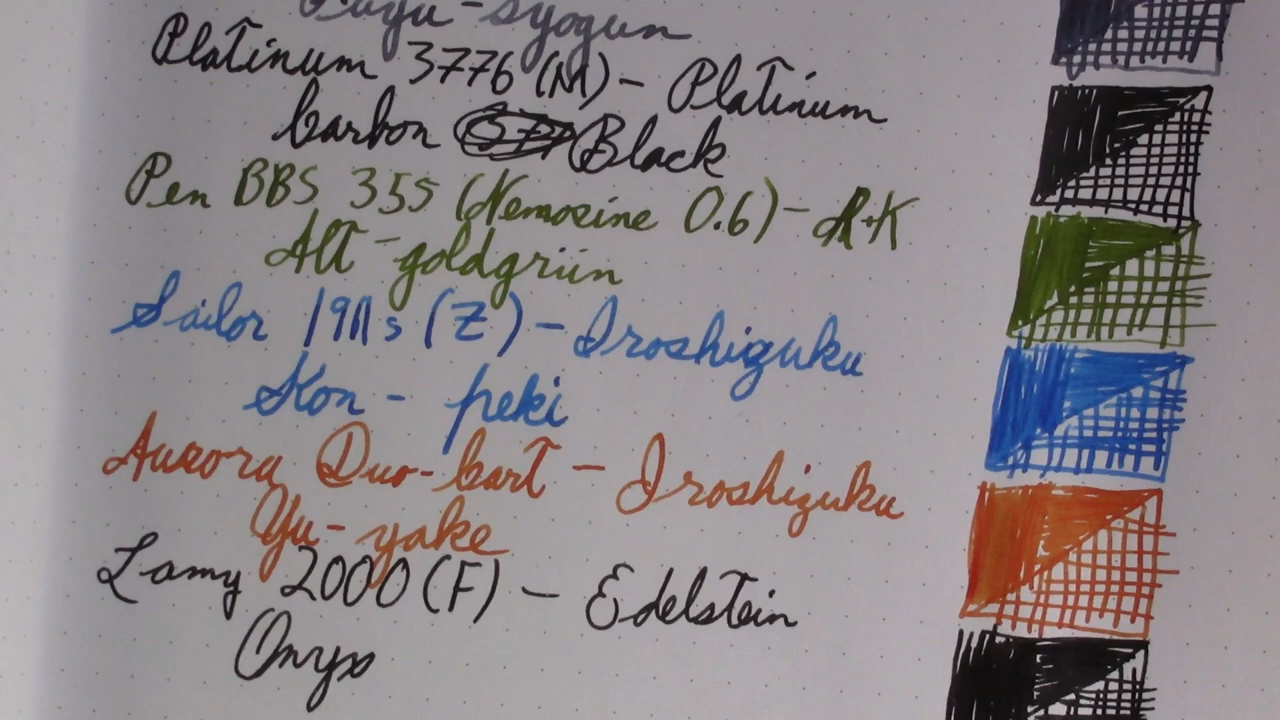 syogun
Platinum 3776 (M) - Platinum
Carbon Black
Pen BBS 355 (Nemosine 0.6) - R+K
Alt-goldgrün
Sailor 1911s (Z) - Iroshizuku
Kon-peki
Aurora Duo-Cart - Iroshizuku
Yu-yake
Lamy 2000 (F) - Edelstein
Onyx